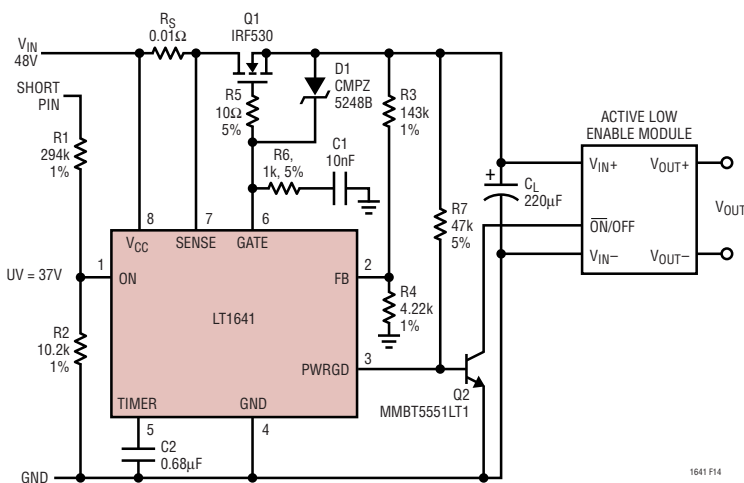 V_IN
48V
SHORT
PIN
R_S
0.01Ω
Q1
IRF530
D1
CMPZ
5248B
R5
10Ω
5%
R3
143k
1%
R1
294k
1%
R6,
1k, 5%
C1
10nF
ACTIVE LOW
ENABLE MODULE
V_IN+
V_OUT+
ON/OFF
V_IN–
V_OUT–
V_OUT
+
C_L
220µF
R7
47k
5%
8
7
6
V_CC
SENSE
GATE
UV = 37V
1
ON
FB
2
LT1641
R4
4.22k
1%
R2
10.2k
1%
PWRGD
3
Q2
MMBT5551LT1
TIMER
GND
5
4
C2
0.68µF
GND
1641 F14